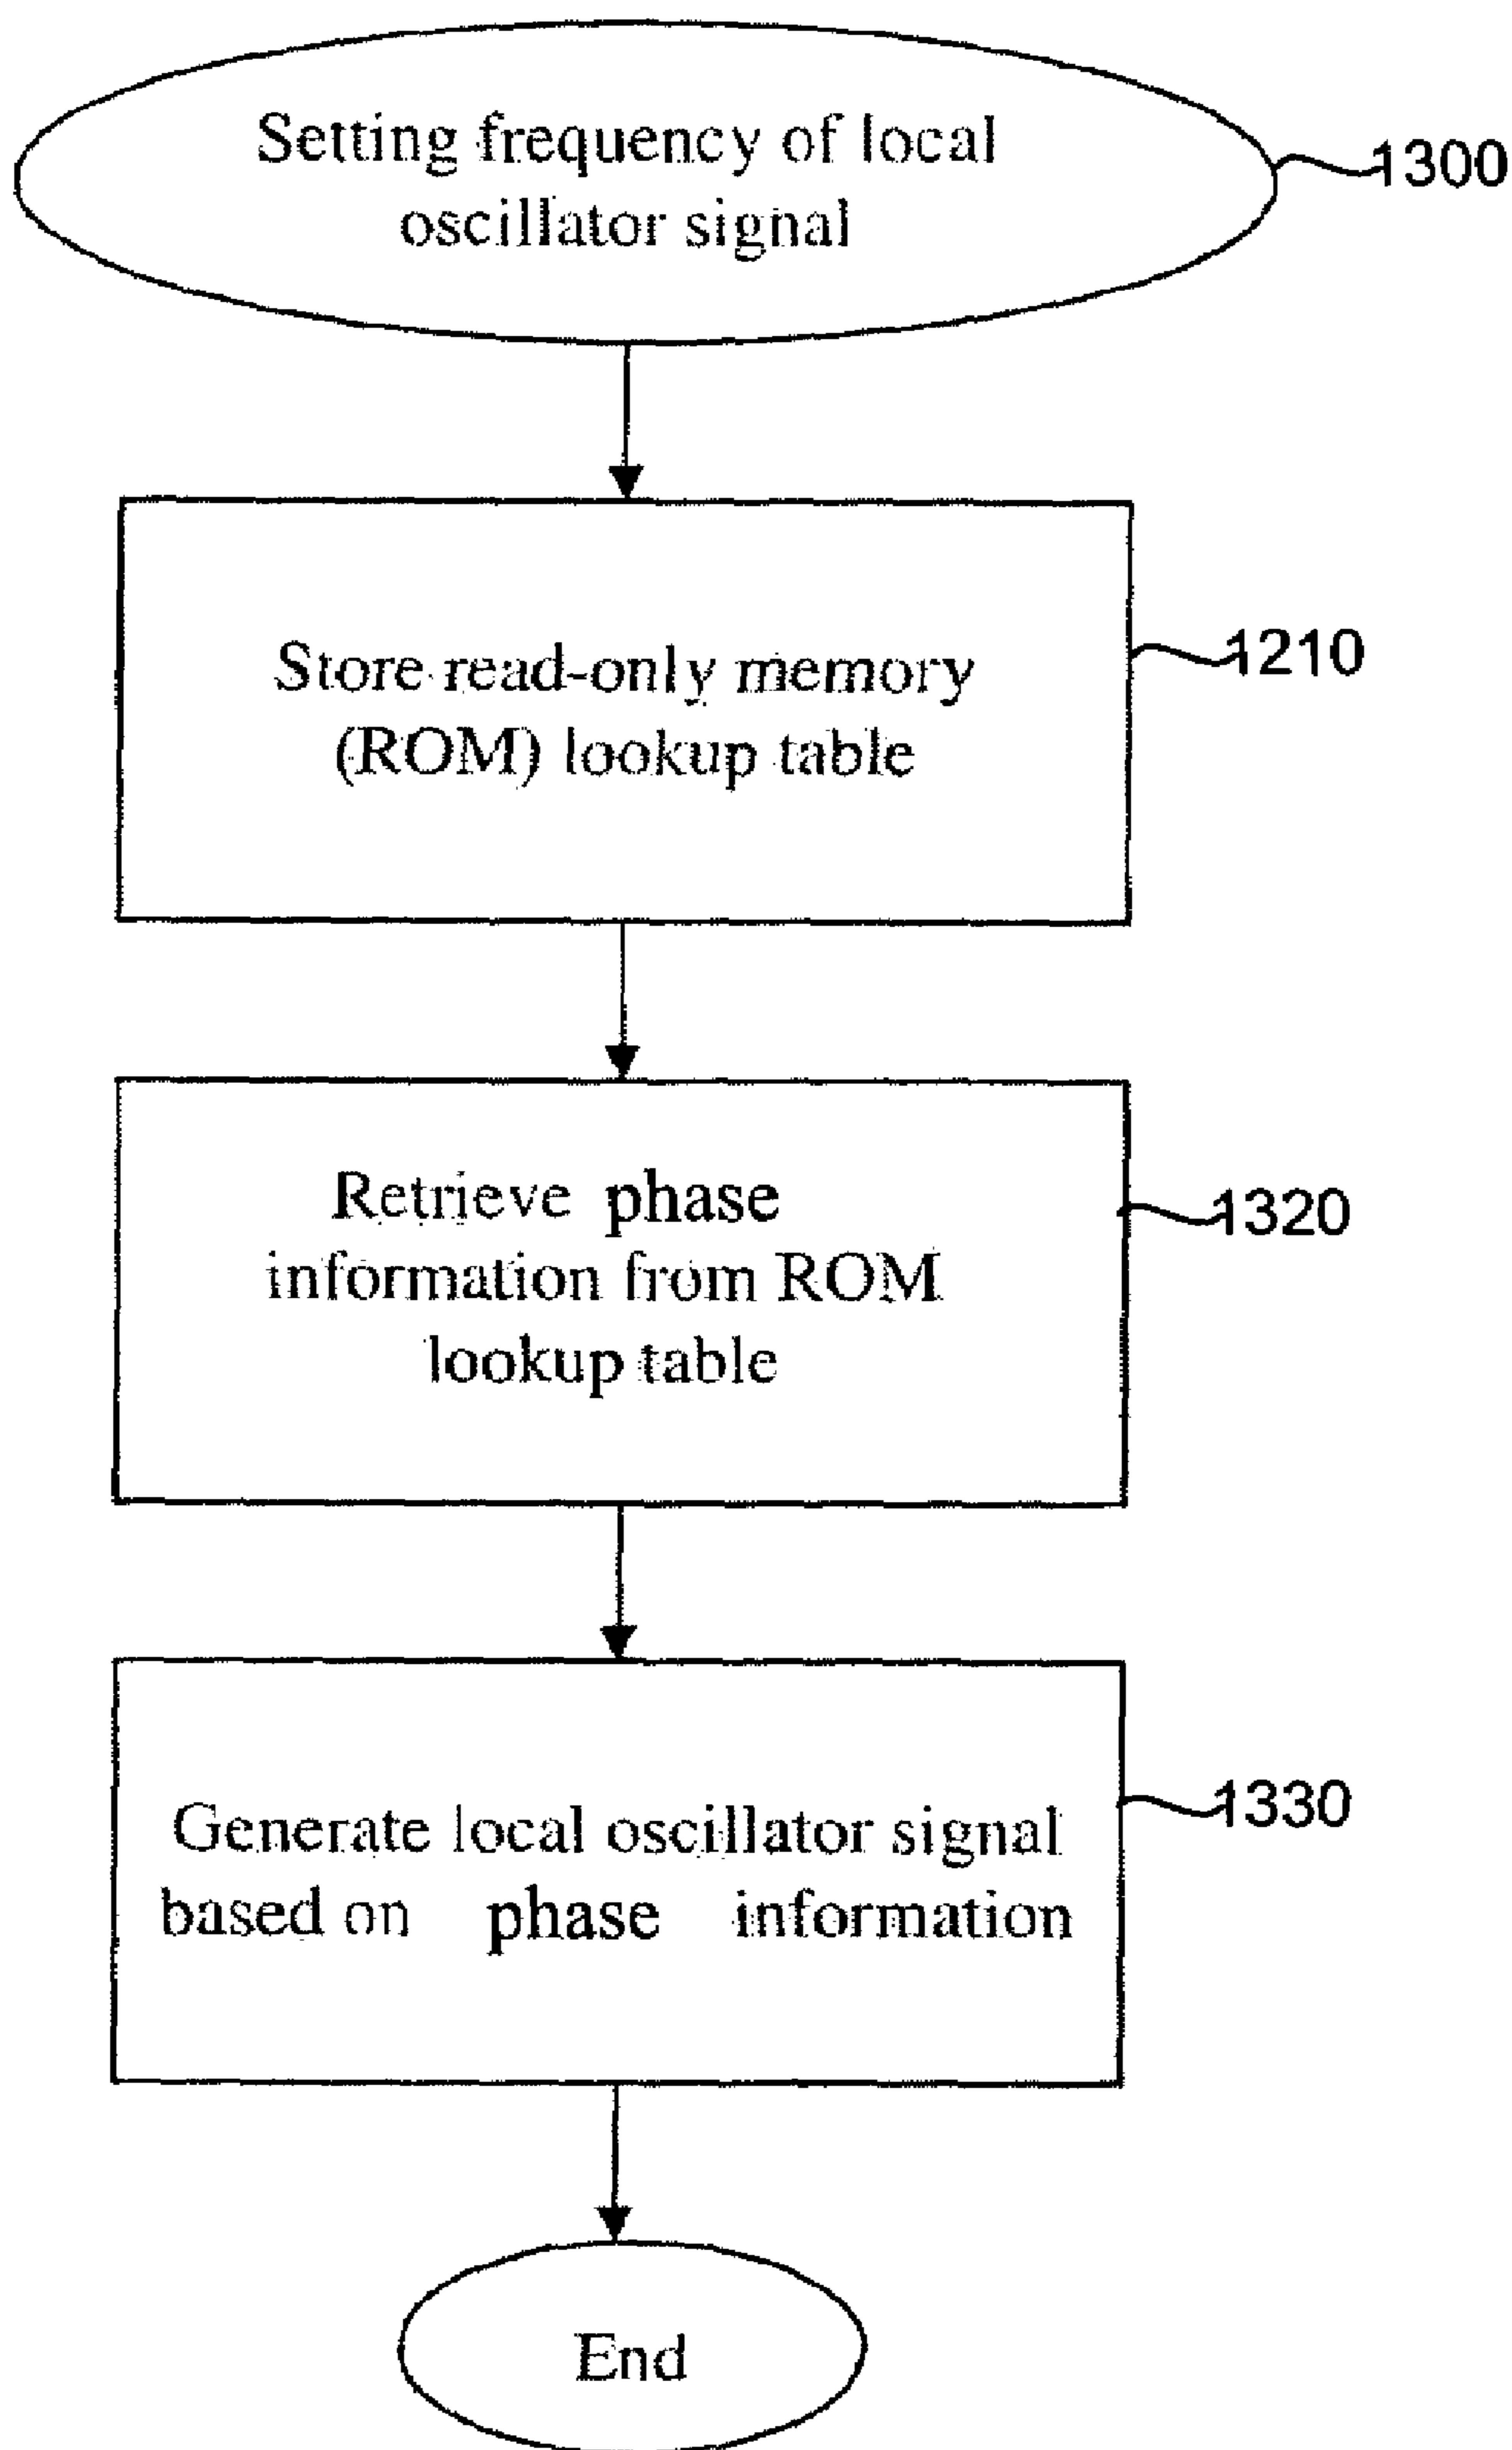 Setting frequency of local
oscillator signal
1300
Store read-only memory
(ROM) lookup table
1210
Retrieve phase
information from ROM
lookup table
1320
Generate local oscillator signal
based on phase information
1330
End